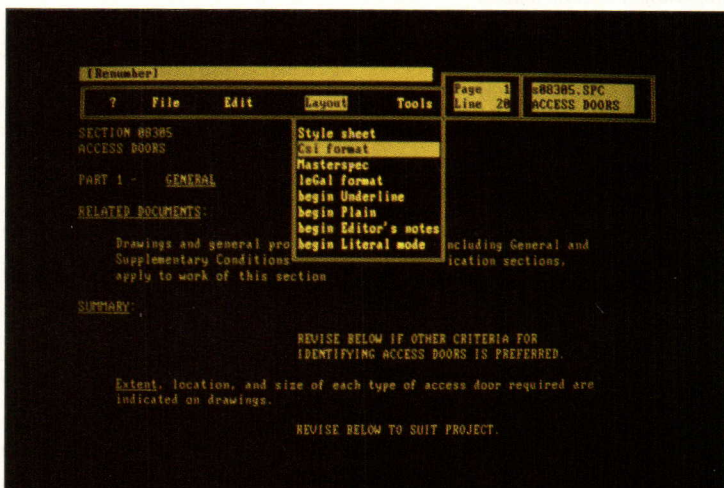 [Renumber]
? File Edit Layout Tools
Page 1
Line 20
s08305.SPC
ACCESS DOORS
SECTION 08305
ACCESS DOORS
PART 1 - GENERAL
RELATED DOCUMENTS:
Style sheet
Csi format
Masterspec
leGal format
begin Underline
begin Plain
begin Editor's notes
begin Literal mode
Drawings and general pro ncluding General and
Supplementary Conditions ication sections,
apply to work of this section
SUMMARY:
REVISE BELOW IF OTHER CRITERIA FOR
IDENTIFYING ACCESS DOORS IS PREFERRED.
Extent, location, and size of each type of access door required are
indicated on drawings.
REVISE BELOW TO SUIT PROJECT.